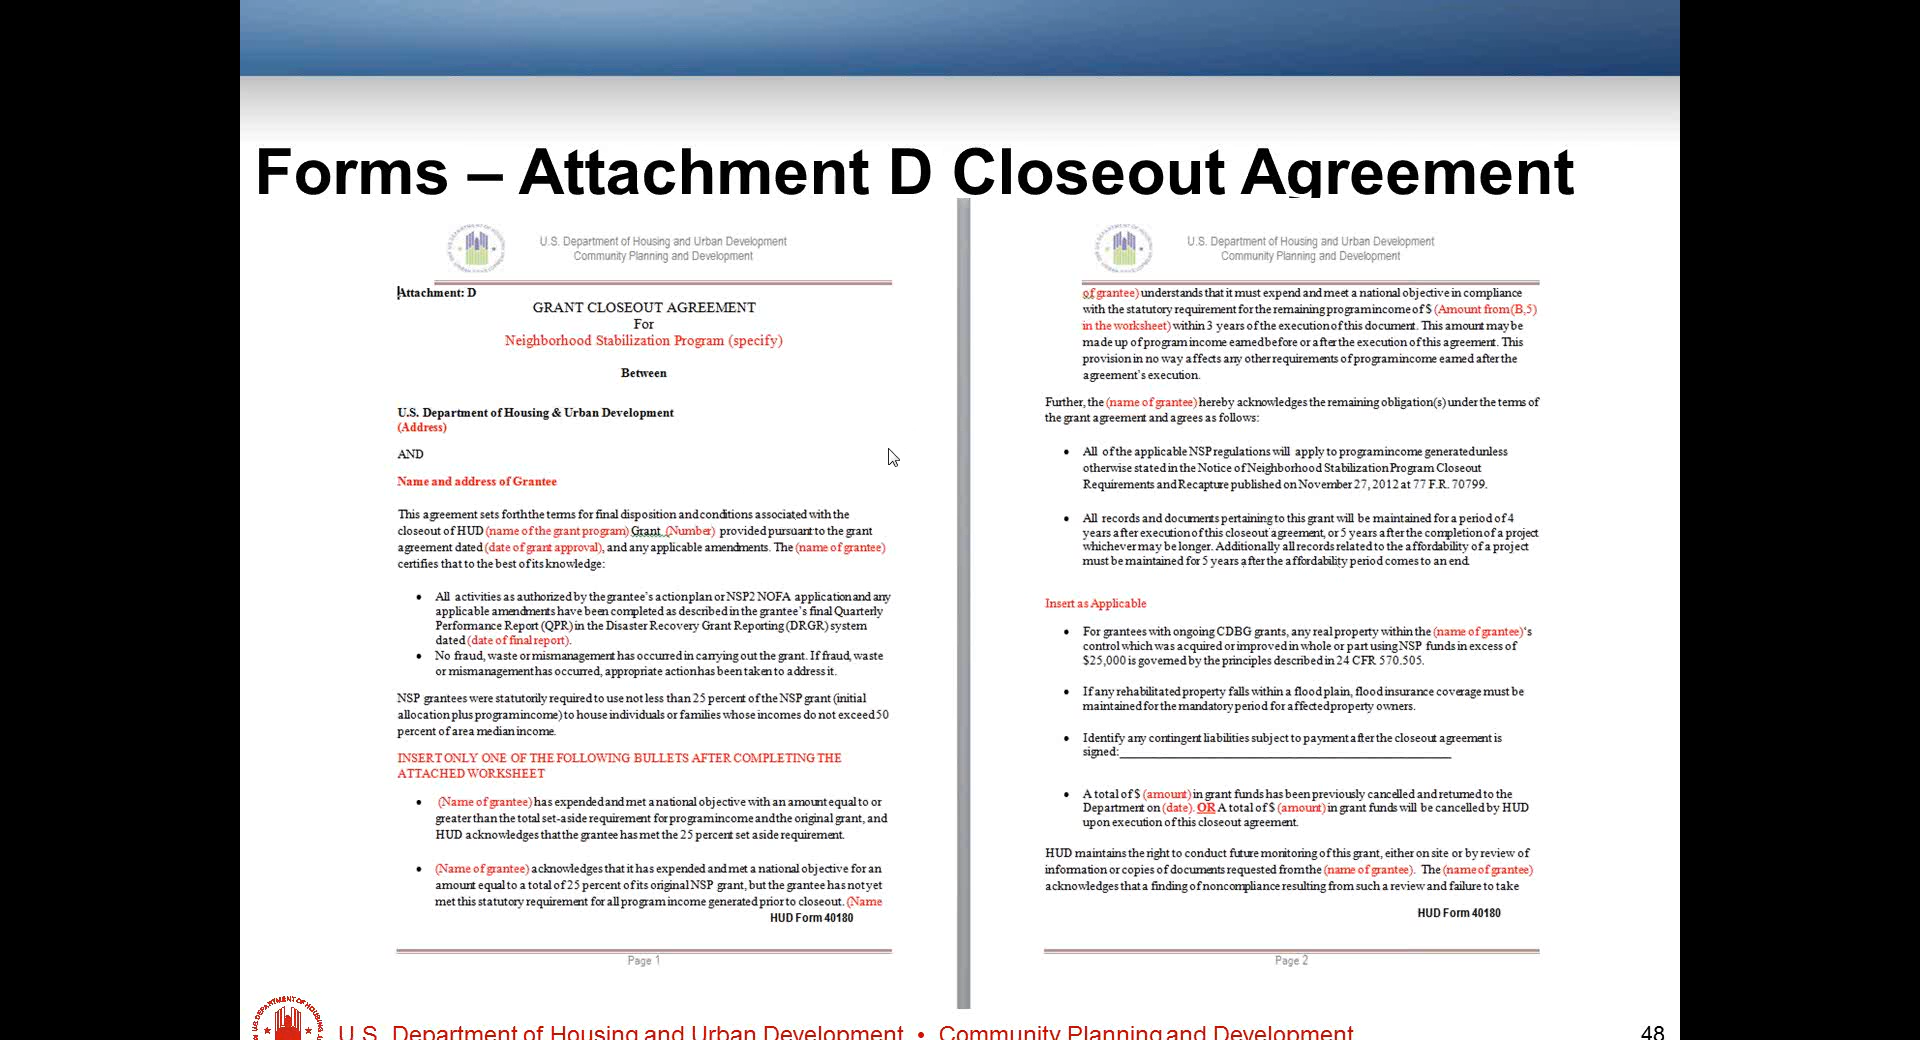 Forms – Attachment D Closeout Agreement
U.S. Department of Housing and Urban Development
Community Planning and Development
Attachment: D
GRANT CLOSEOUT AGREEMENT
For
Neighborhood Stabilization Program (specify)
Between
U.S. Department of Housing & Urban Development
(Address)
AND
Name and address of Grantee
This agreement sets forth the terms for final disposition and conditions associated with the
closeout of HUD (name of the grant program) Grant (Number) provided pursuant to the grant
agreement dated (date of grant approval), and any applicable amendments. The (name of grantee)
certifies that to the best of its knowledge:
• All activities as authorized by the grantee's action plan or NSP2 NOFA application and any
applicable amendments have been completed as described in the grantee's final Quarterly
Performance Report (QPR) in the Disaster Recovery Grant Reporting (DRGR) system
dated (date of final report).
• No fraud, waste or mismanagement has occurred in carrying out the grant. If fraud, waste
or mismanagement has occurred, appropriate action has been taken to address it.
NSP grantees were statutorily required to use not less than 25 percent of the NSP grant (initial
allocation plus program income) to house individuals or families whose incomes do not exceed 50
percent of area median income.
INSERT ONLY ONE OF THE FOLLOWING BULLETS AFTER COMPLETING THE
ATTACHED WORKSHEET
• (Name of grantee) has expended and met a national objective with an amount equal to or
greater than the total set-aside requirement for program income and the original grant, and
HUD acknowledges that the grantee has met the 25 percent set aside requirement.
• (Name of grantee) acknowledges that it has expended and met a national objective for an
amount equal to a total of 25 percent of its original NSP grant, but the grantee has not yet
met this statutory requirement for all program income generated prior to closeout. (Name
HUD Form 40180
Page 1
U.S. Department of Housing and Urban Development
Community Planning and Development
of grantee) understands that it must expend and meet a national objective in compliance
with the statutory requirement for the remaining program income of $ (Amount from (B,5)
in the worksheet) within 3 years of the execution of this document. This amount may be
made up of program income earned before or after the execution of this agreement. This
provision in no way affects any other requirements of program income earned after the
agreement's execution.
Further, the (name of grantee) hereby acknowledges the remaining obligation(s) under the terms of
the grant agreement and agrees as follows:
• All of the applicable NSP regulations will apply to program income generated unless
otherwise stated in the Notice of Neighborhood Stabilization Program Closeout
Requirements and Recapture published on November 27, 2012 at 77 F.R. 70799.
• All records and documents pertaining to this grant will be maintained for a period of 4
years after execution of this closeout agreement, or 5 years after the completion of a project
whichever may be longer. Additionally all records related to the affordability of a project
must be maintained for 5 years after the affordability period comes to an end.
Insert as Applicable
• For grantees with ongoing CDBG grants, any real property within the (name of grantee)'s
control which was acquired or improved in whole or part using NSP funds in excess of
$25,000 is governed by the principles described in 24 CFR 570.505.
• If any rehabilitated property falls within a flood plain, flood insurance coverage must be
maintained for the mandatory period for affected property owners.
• Identify any contingent liabilities subject to payment after the closeout agreement is
signed:
• A total of $ (amount) in grant funds has been previously cancelled and returned to the
Department on (date). OR A total of $ (amount) in grant funds will be cancelled by HUD
upon execution of this closeout agreement.
HUD maintains the right to conduct future monitoring of this grant, either on site or by review of
information or copies of documents requested from the (name of grantee). The (name of grantee)
acknowledges that a finding of noncompliance resulting from such a review and failure to take
HUD Form 40180
Page 2
U.S. Department of Housing and Urban Development • Community Planning and Development
48